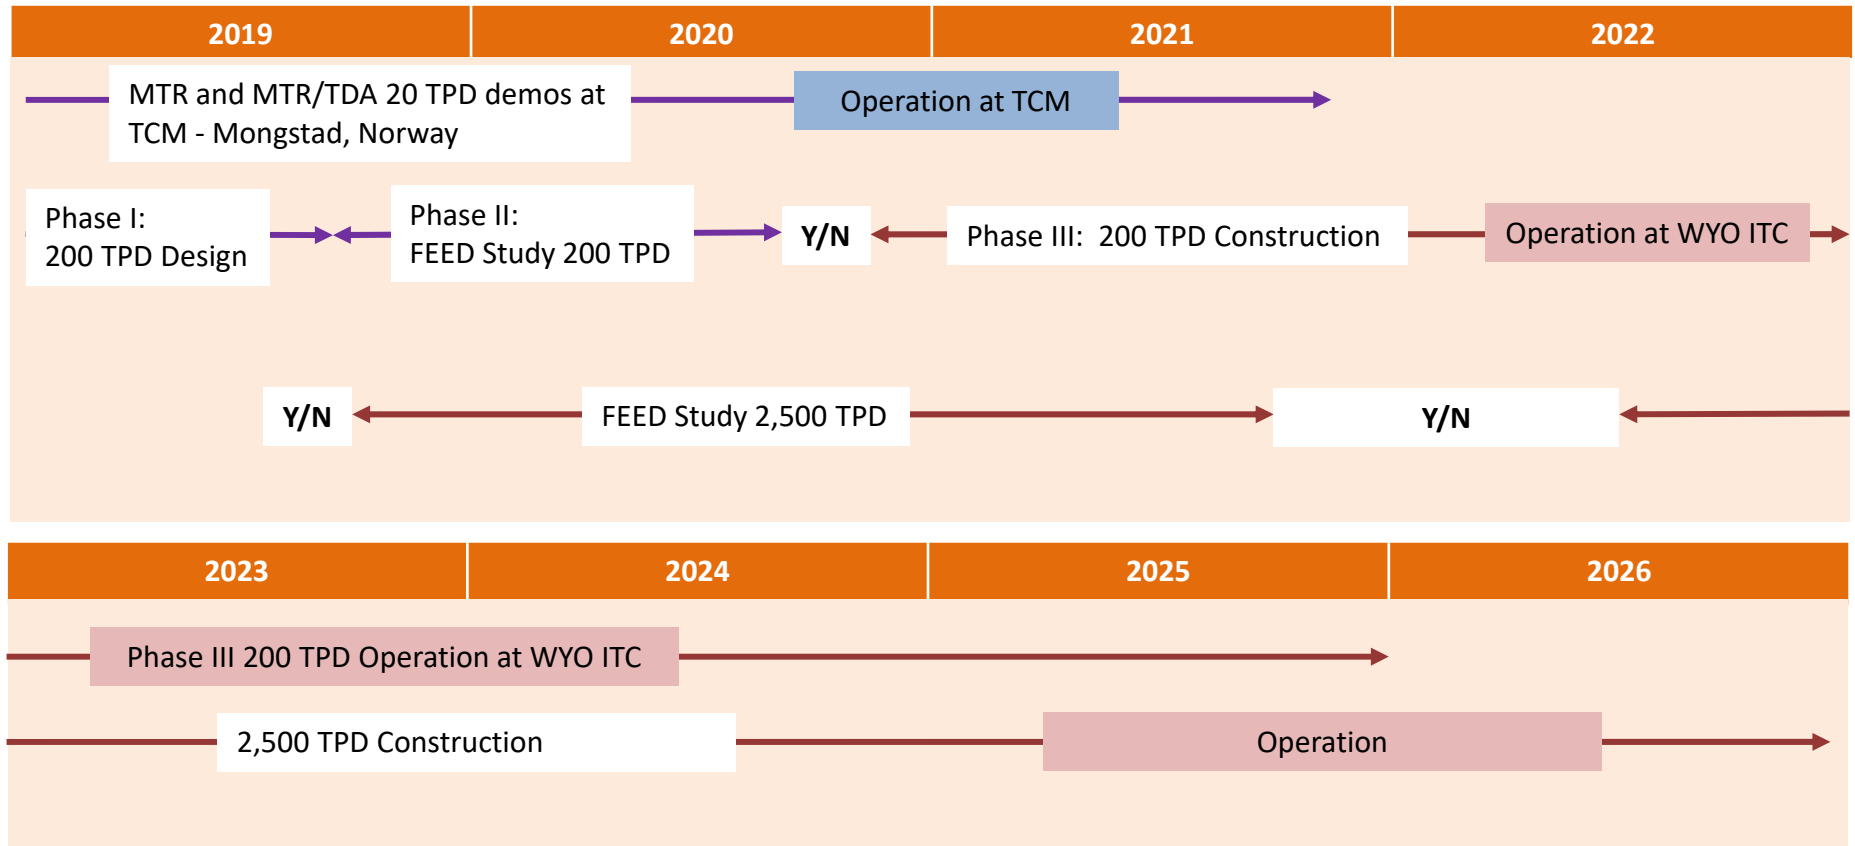 2019
2020
2021
2022
MTR and MTR/TDA 20 TPD demos at
TCM - Mongstad, Norway
Operation at TCM
Phase I:
200 TPD Design
Phase II:
FEED Study 200 TPD
Y/N
Phase III:  200 TPD Construction
Operation at WYO ITC
Y/N
FEED Study 2,500 TPD
Y/N
2023
2024
2025
2026
Phase III 200 TPD Operation at WYO ITC
2,500 TPD Construction
Operation